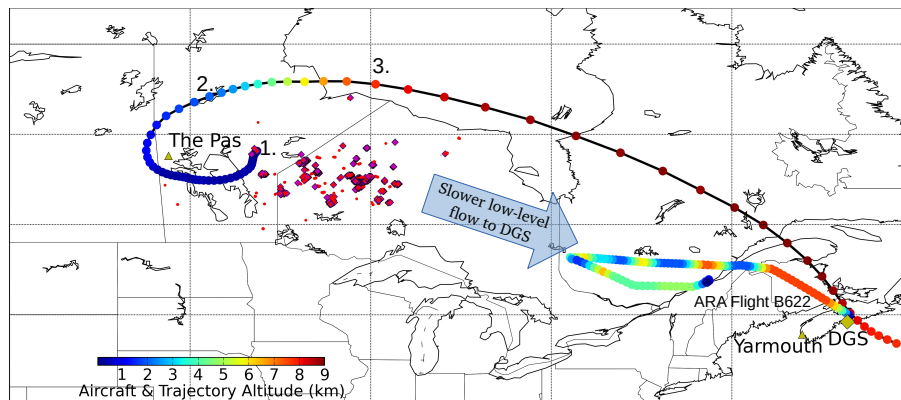 3.
2.
The Pas
1.
Slower low-level
flow to DGS
ARA Flight B622
Yarmouth
DGS
1 2 3 4 5 6 7 8 9
Aircraft & Trajectory Altitude (km)